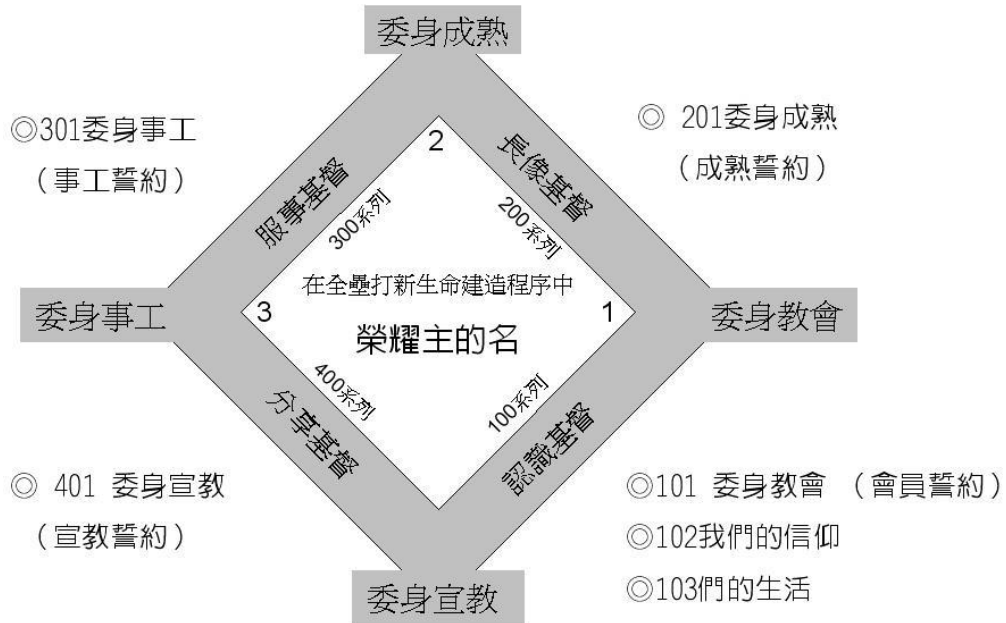 委身成熟
◎301委身事工
（事工誓約）
◎ 201委身成熟
（成熟誓約）
服事基督
2
長像基督
300系列
200系列
在全壘打新生命建造程序中
委身事工
3
榮耀主的名
1
委身教會
400系列
100系列
分享基督
認識基督
◎ 401 委身宣教
（宣教誓約）
◎101 委身教會 （會員誓約）
◎102我們的信仰
◎103們的生活
委身宣教